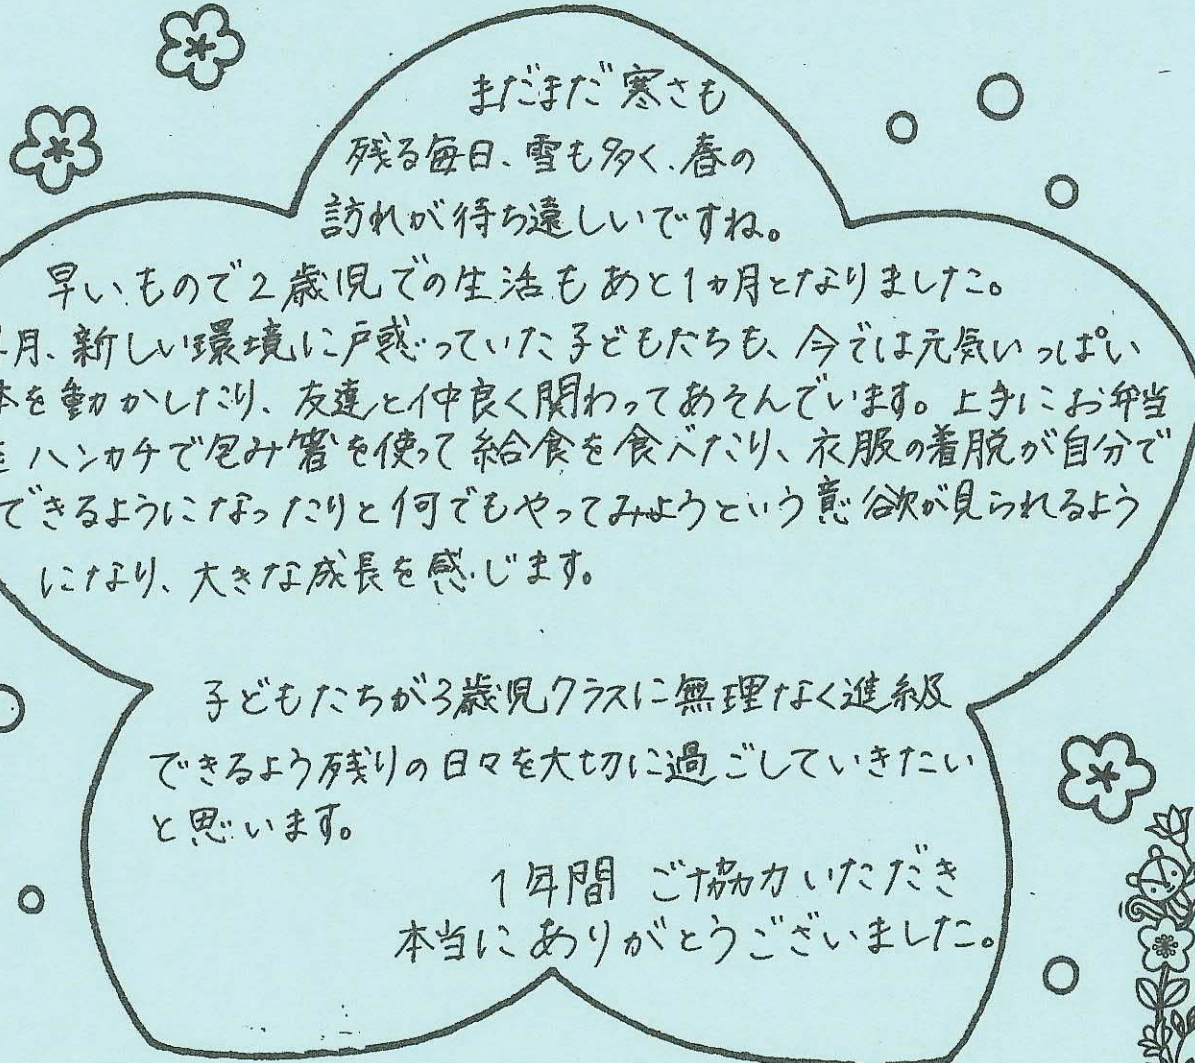 まだまだ寒さも
残る毎日、雪も多く、春の
訪れが待ち遠しいですね。
早いもので2歳児での生活もあと1ヵ月となりました。
月、新しい環境に戸惑っていた子どもたちも、今では元気いっぱい
を動かしたり、友達と仲良く関わってあそんでいます。上手にお弁当
ハンカチで包み箸を使って給食を食べたり、衣服の着脱が自分で
できるようになったりと何でもやってみようという意欲が見られるよう
になり、大きな成長を感じます。
子どもたちが3歳児クラスに無理なく進級
できるよう残りの日々を大切に過ごしていきたい
と思います。
1年間 ご協力いただき
本当にありがとうございました。